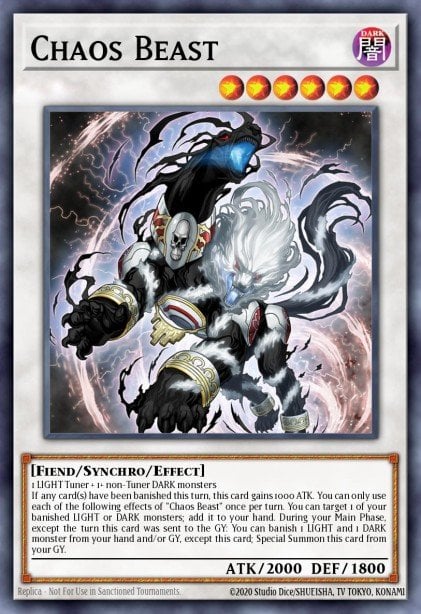 CHAOS BEAST
DARK
闇
[FIEND/SYNCHRO/EFFECT]
1 LIGHT Tuner + 1+ non-Tuner DARK monsters
If any card(s) have been banished this turn, this card gains 1000 ATK. You can only use
each of the following effects of "Chaos Beast" once per turn. You can target 1 of
your banished LIGHT or DARK monsters; add it to your hand. During your Main Phase,
except the turn this card was sent to the GY: You can banish 1 LIGHT and 1 DARK
monster from your hand and/or GY, except this card; Special Summon this card from
your GY.
ATK/2000 DEF/1800
Replica - Not For Use in Sanctioned Tournaments.
©2020 Studio Dice/SHUEISHA, TV TOKYO, KONAMI